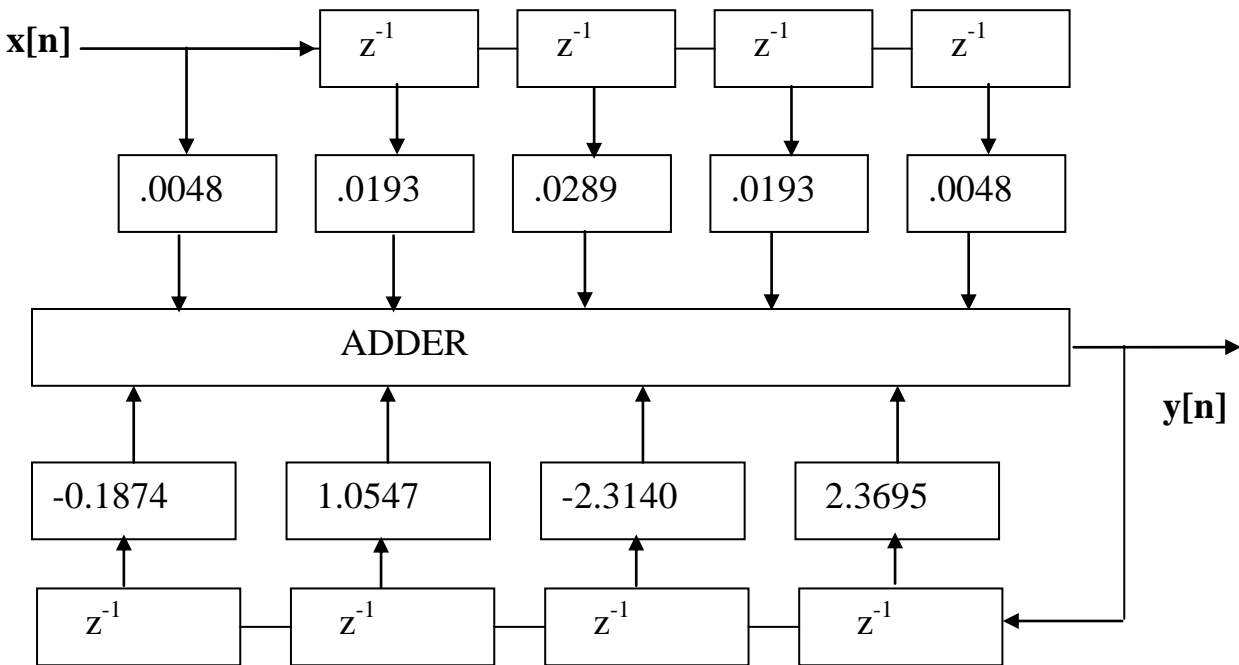 x[n]
z⁻¹ z⁻¹ z⁻¹ z⁻¹
.0048 .0193 .0289 .0193 .0048
ADDER
y[n]
-0.1874 1.0547 -2.3140 2.3695
z⁻¹ z⁻¹ z⁻¹ z⁻¹